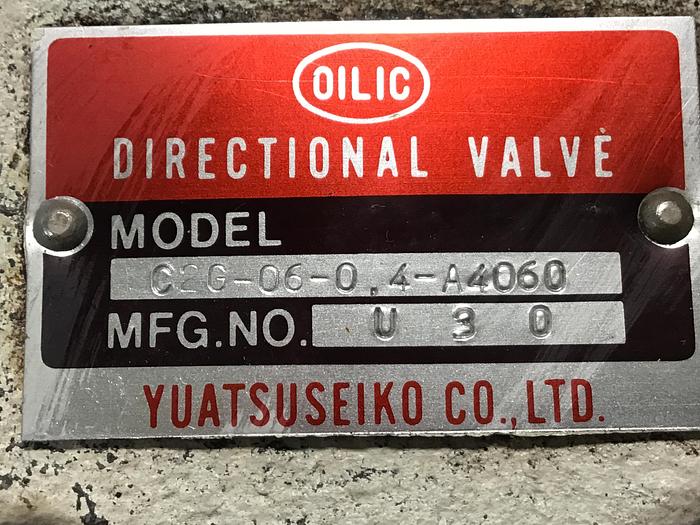 OILIC
DIRECTIONAL VALVE
MODEL
C2G-06-0.4-A4060
MFG.NO. U 3 0
YUATSUSEIKO CO.,LTD.